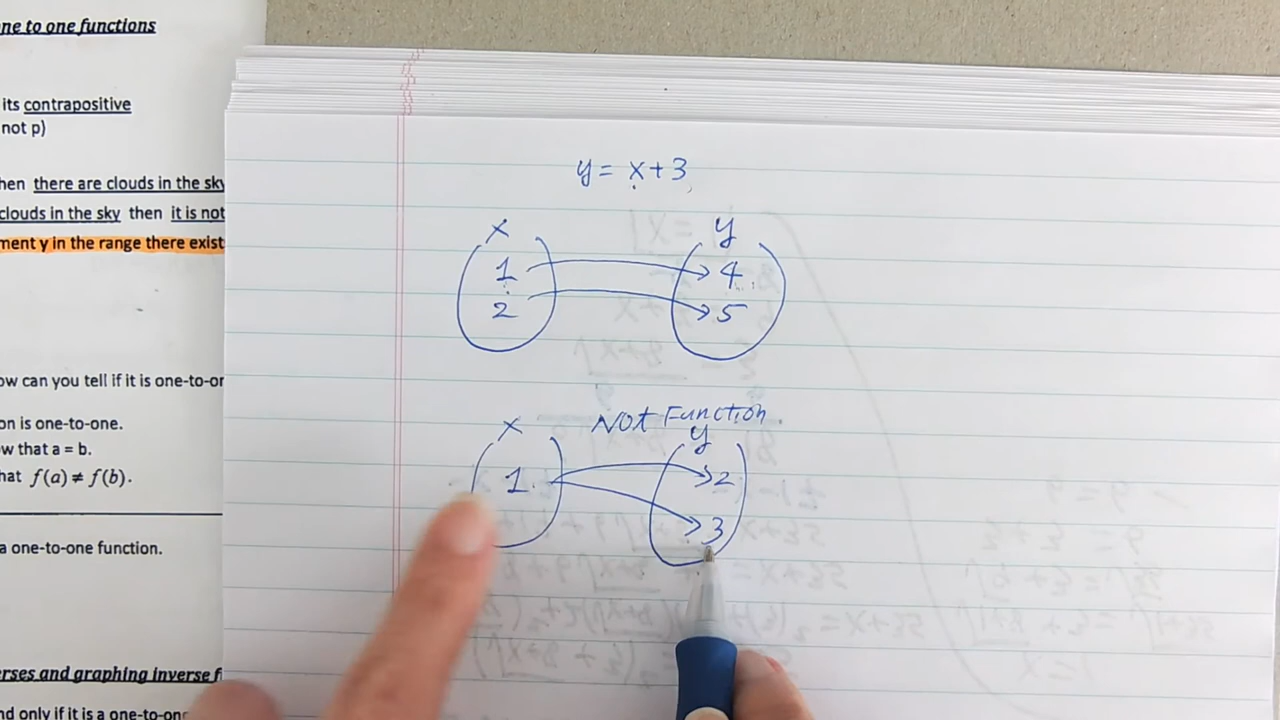 ne to one functions
its contrapositive
not p)
hen there are clouds in the sky
clouds in the sky then it is not
ment y in the range there exist
ow can you tell if it is one-to-or
on is one-to-one.
w that a = b.
hat f(a) ≠ f(b).
a one-to-one function.
rses and graphing inverse f
nd only if it is a one-to-on
y = x + 3
x y
1 4
2 5
Not Function.
x y
1 2
3